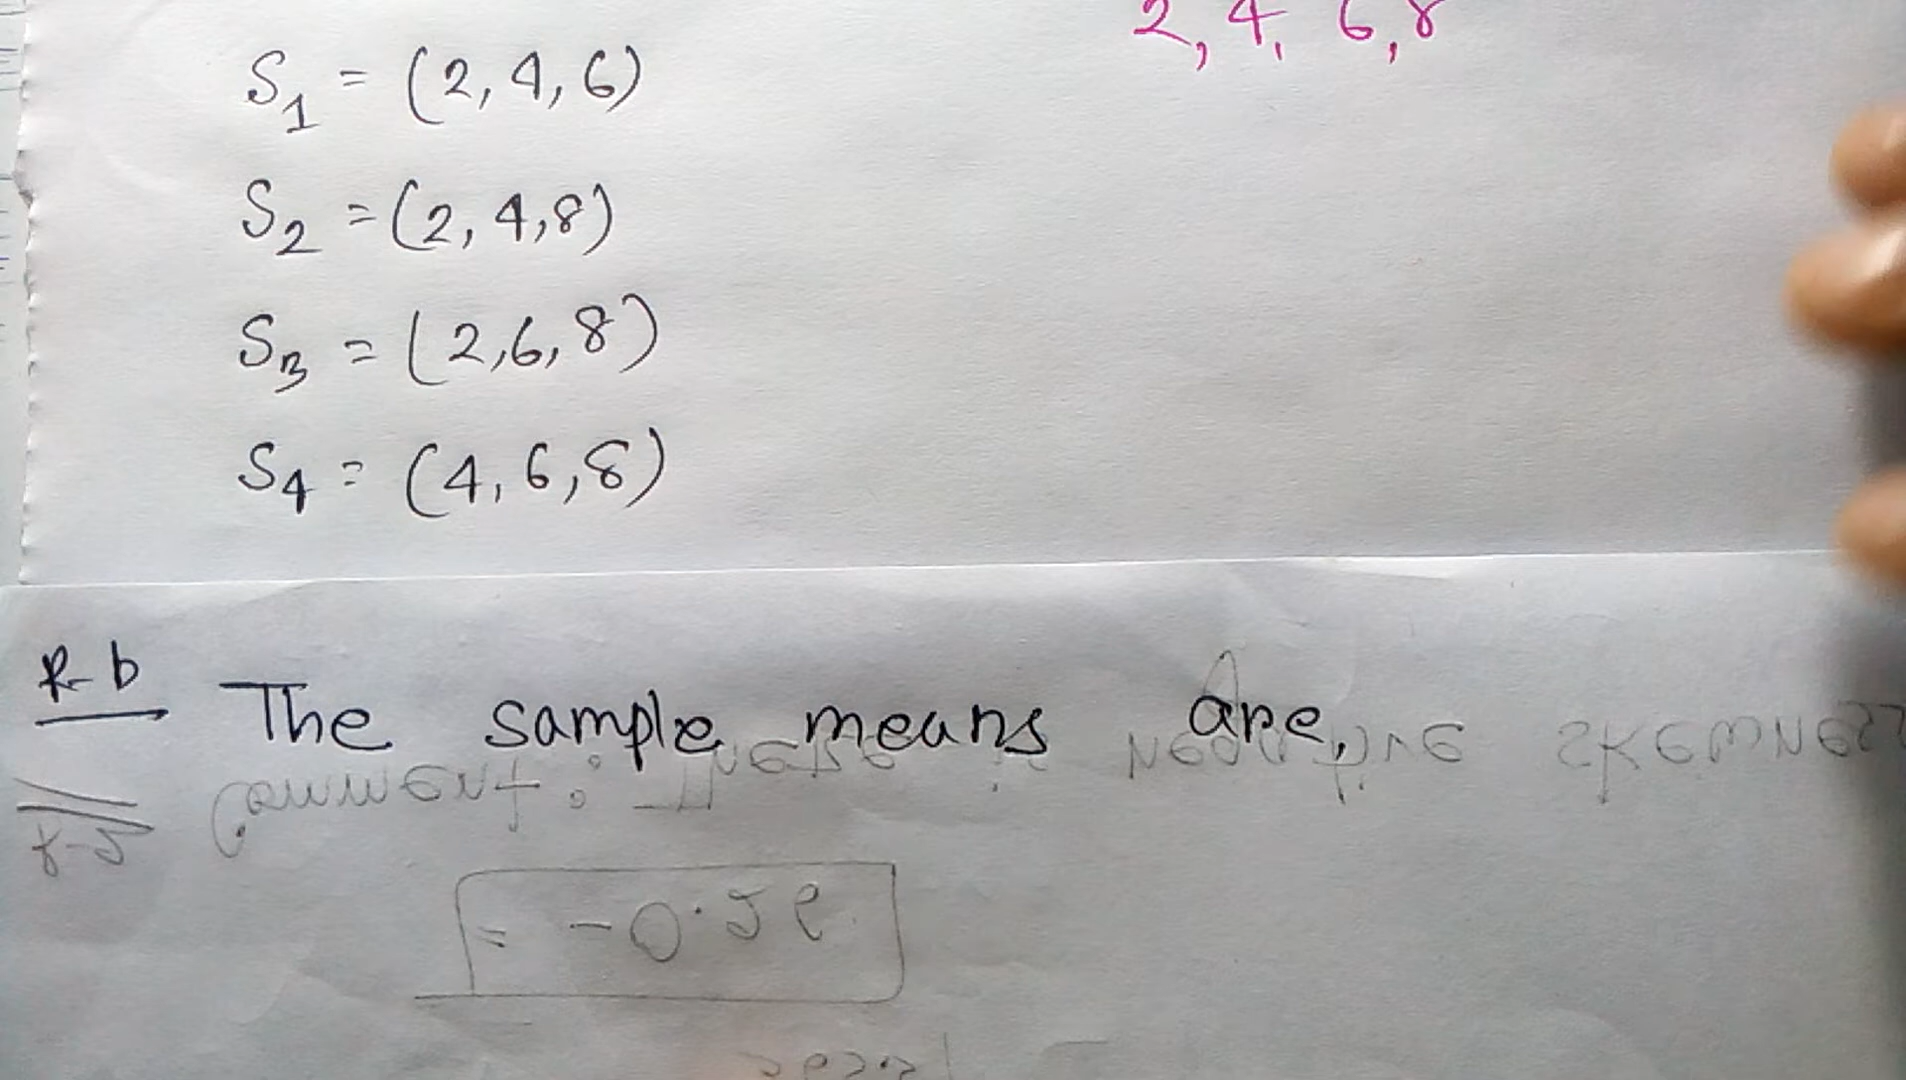 2, 4, 6, 8
S1 = (2, 4, 6)
S2 = (2, 4, 8)
S3 = (2, 6, 8)
S4 = (4, 6, 8)
R-b The sample means are,